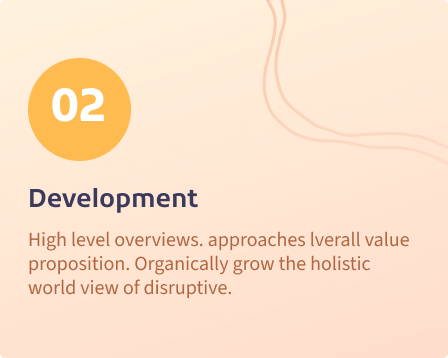 02
Development
High level overviews. approaches lverall value
proposition. Organically grow the holistic
world view of disruptive.